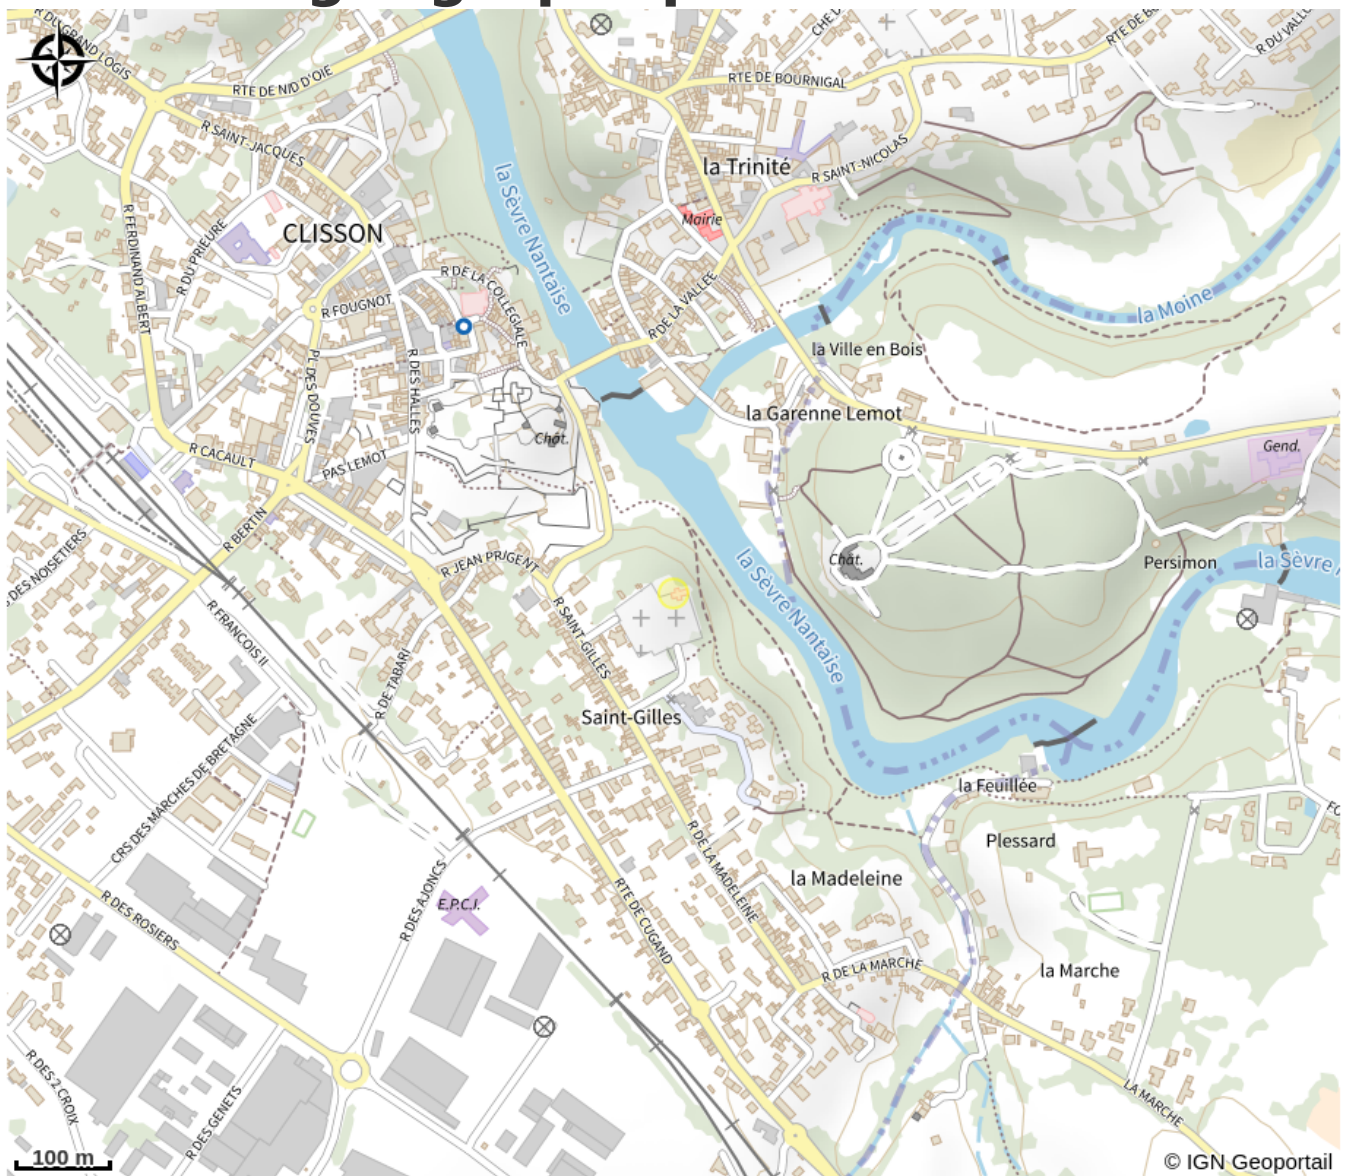 R DU GRAND LOGIS
RTE DE N/D D'OIE
R SAINT-JACQUES
RTE DE BOURNIGAL
R DU VALLO
la Trinité
R SAINT-NICOLAS
Mairie
la Sèvre Nantaise
CLISSON
R FERDINAND ALBERT
R DU PRIEURE
R DE LA COLLEGIALE
R FOUGNOT
R DE LA VALLEE
la Moine
la Ville en Bois
PL DES DOUVES
R DES HALLES
la Garenne Lemot
Chât.
Gend.
R CACAULT
PAS LEMOT
R BERTIN
R JEAN PRIGENT
Chât.
Persimon
la Sèvre
DES NOISETIERS
la Sèvre Nantaise
R FRANCOIS II
R SAINT-GILLES
R DE TABARI
Saint-Gilles
CRS DES MARCHES DE BRETAGNE
la Feuillée
Plessard
R DE LA MADELEINE
la Madeleine
R DES AJONCS
E.P.C.I.
RTE DE CUGAND
R DES ROSIERS
R DE LA MARCHE
la Marche
R DES 2 CROIX
R DES GENETS
LA MARCHE
100 m
© IGN Geoportail